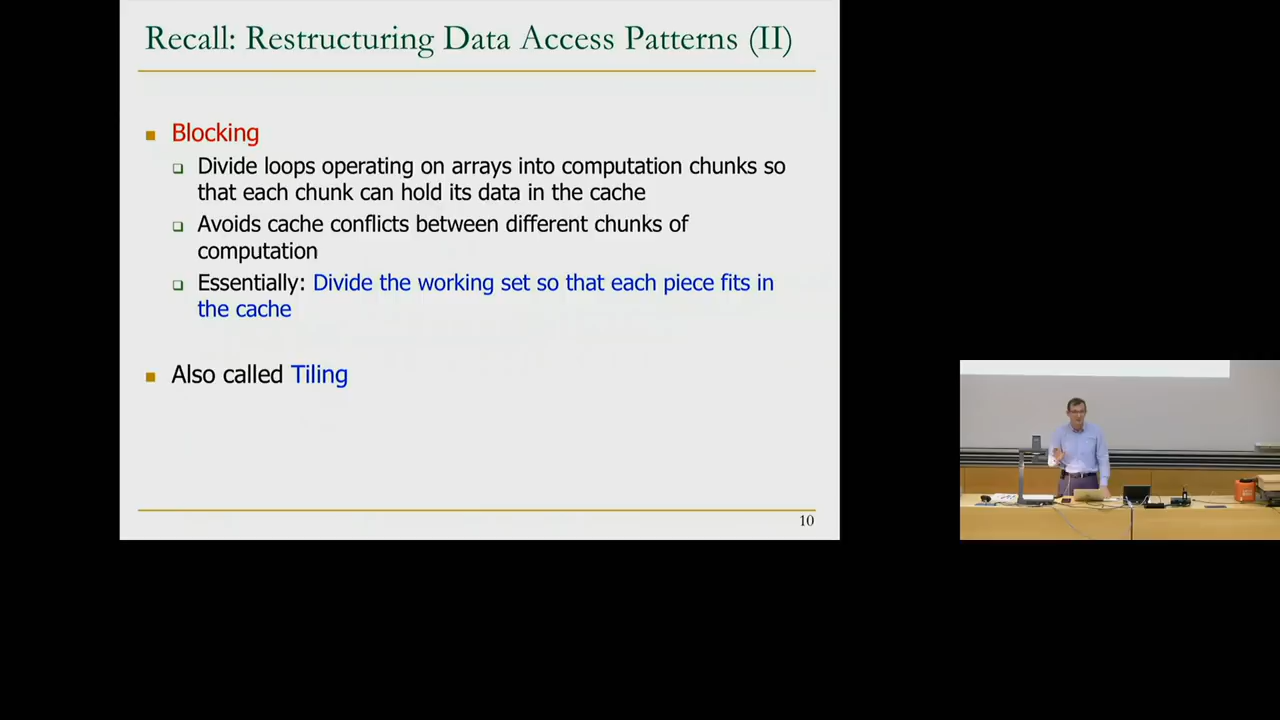 Recall: Restructuring Data Access Patterns (II)
Blocking
Divide loops operating on arrays into computation chunks so
that each chunk can hold its data in the cache
Avoids cache conflicts between different chunks of
computation
Essentially: Divide the working set so that each piece fits in
the cache
Also called Tiling
10